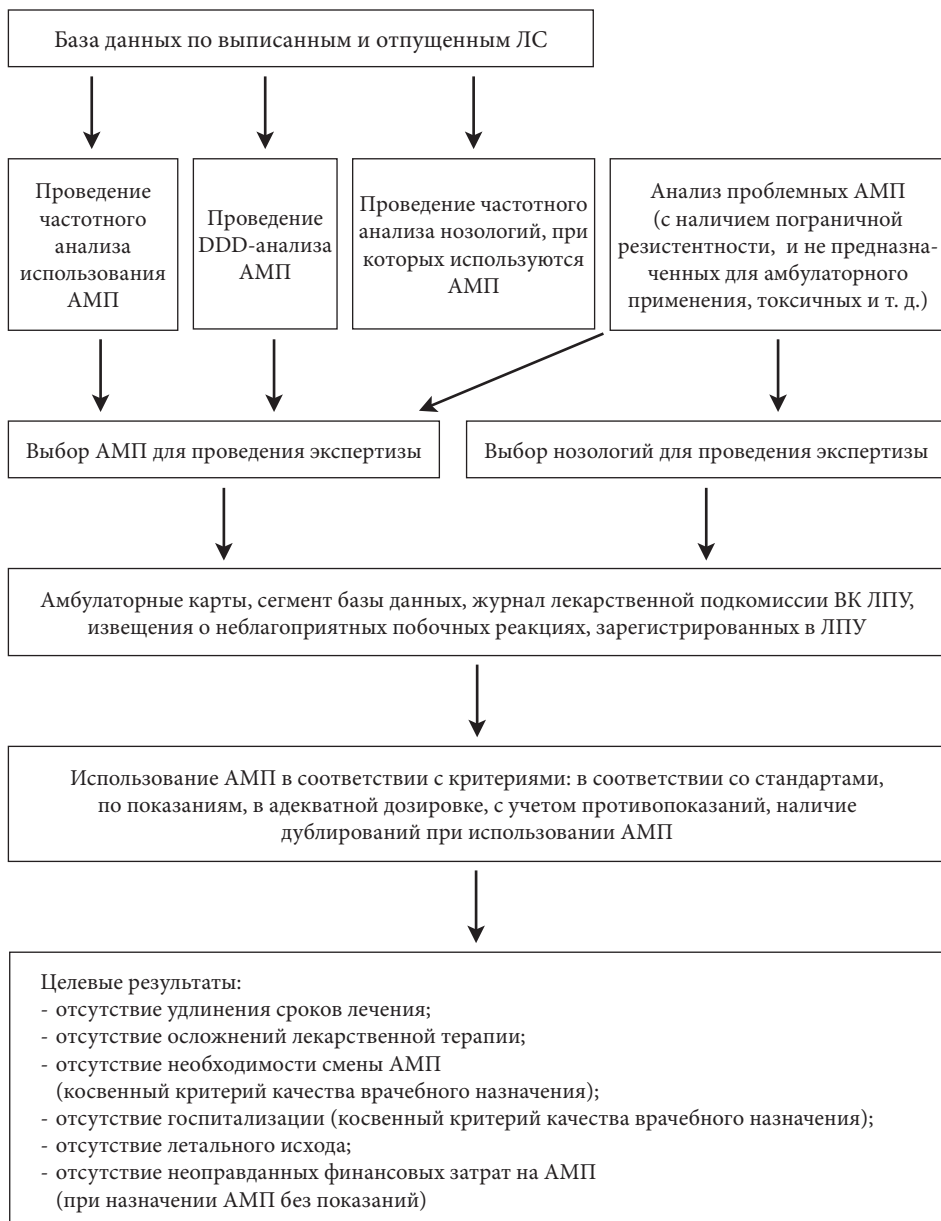 База данных по выписанным и отпущенным ЛС
Проведение
частотного
анализа
использования
АМП
Проведение
DDD-анализа
АМП
Проведение частотного
анализа нозологий, при
которых используются
АМП
Анализ проблемных АМП
(с наличием пограничной
резистентности, и не предназна-
ченных для амбулаторного
применения, токсичных и т. д.)
Выбор АМП для проведения экспертизы
Выбор нозологий для проведения экспертизы
Амбулаторные карты, сегмент базы данных, журнал лекарственной подкомиссии ВК ЛПУ,
извещения о неблагоприятных побочных реакциях, зарегистрированных в ЛПУ
Использование АМП в соответствии с критериями: в соответствии со стандартами,
по показаниям, в адекватной дозировке, с учетом противопоказаний, наличие
дублирований при использовании АМП
Целевые результаты:
- отсутствие удлинения сроков лечения;
- отсутствие осложнений лекарственной терапии;
- отсутствие необходимости смены АМП
(косвенный критерий качества врачебного назначения);
- отсутствие госпитализации (косвенный критерий качества врачебного назначения);
- отсутствие летального исхода;
- отсутствие неоправданных финансовых затрат на АМП
(при назначении АМП без показаний)